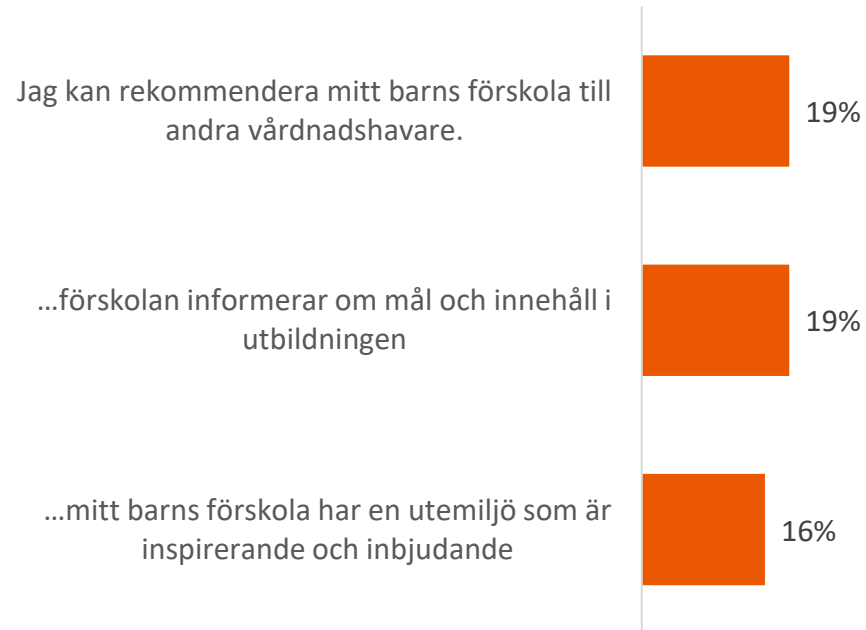 Jag kan rekommendera mitt barns förskola till
andra vårdnadshavare.
19%
…förskolan informerar om mål och innehåll i
utbildningen
19%
…mitt barns förskola har en utemiljö som är
inspirerande och inbjudande
16%